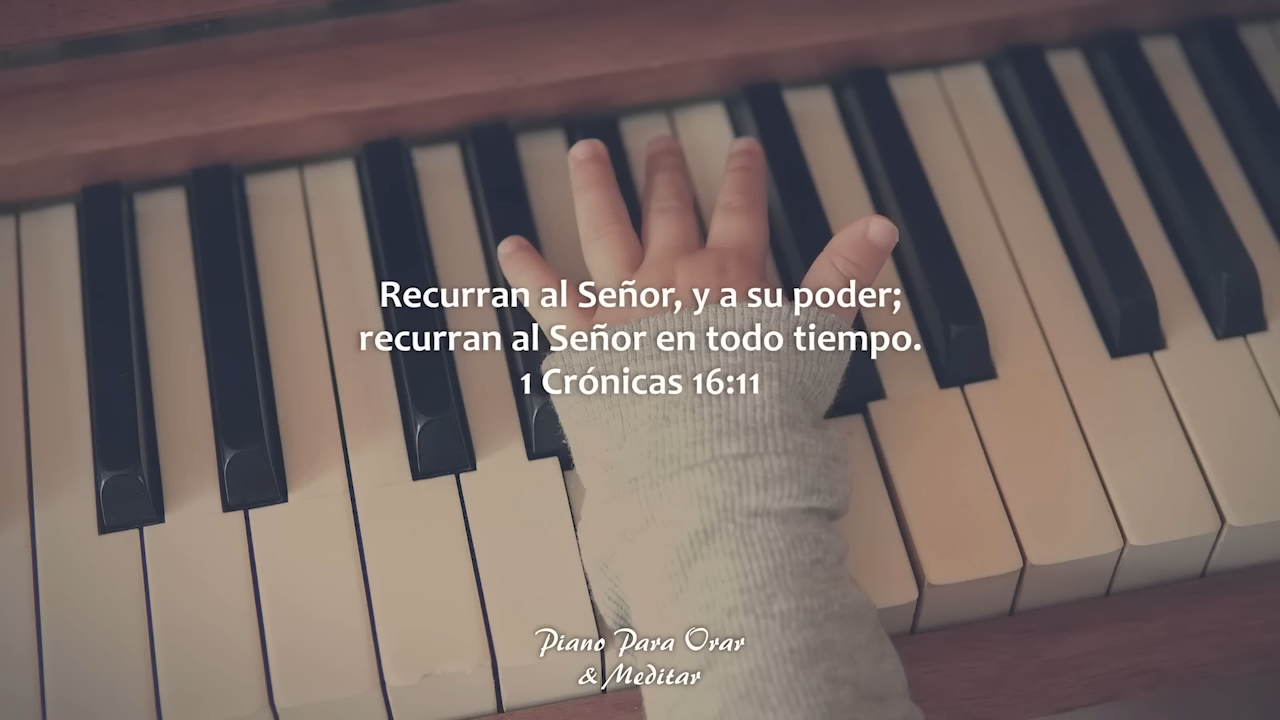 Recurran al Señor, y a su poder;
recurran al Señor en todo tiempo.
1 Crónicas 16:11
Piano Para Orar
& Meditar